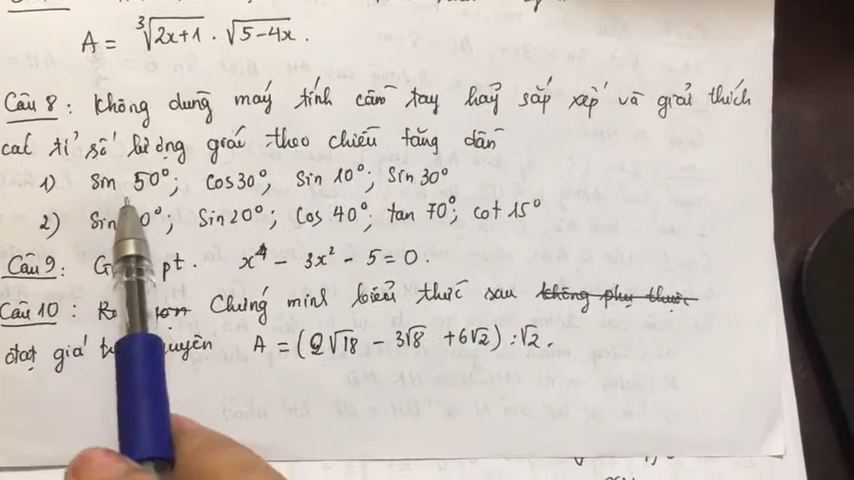 A = ³√2x+1 . √5-4x .
Câu 8 : Không dùng máy tính cầm tay hãy sắp xếp và giải thích
các tỉ số lượng giác theo chiều tăng dần
1) sin 50°; cos30°; sin 10°; sin 30°
2) Sin 0°; Sin 20°; Cos 40°; tan 70°; cot 15°
Câu 9: G pt . x⁴ - 3x² - 5 = 0 .
Câu 10 : Chứng minh biểu thức sau không phụ thuộc
đạt giá A = (2√18 - 3√8 + 6√2) : √2 .